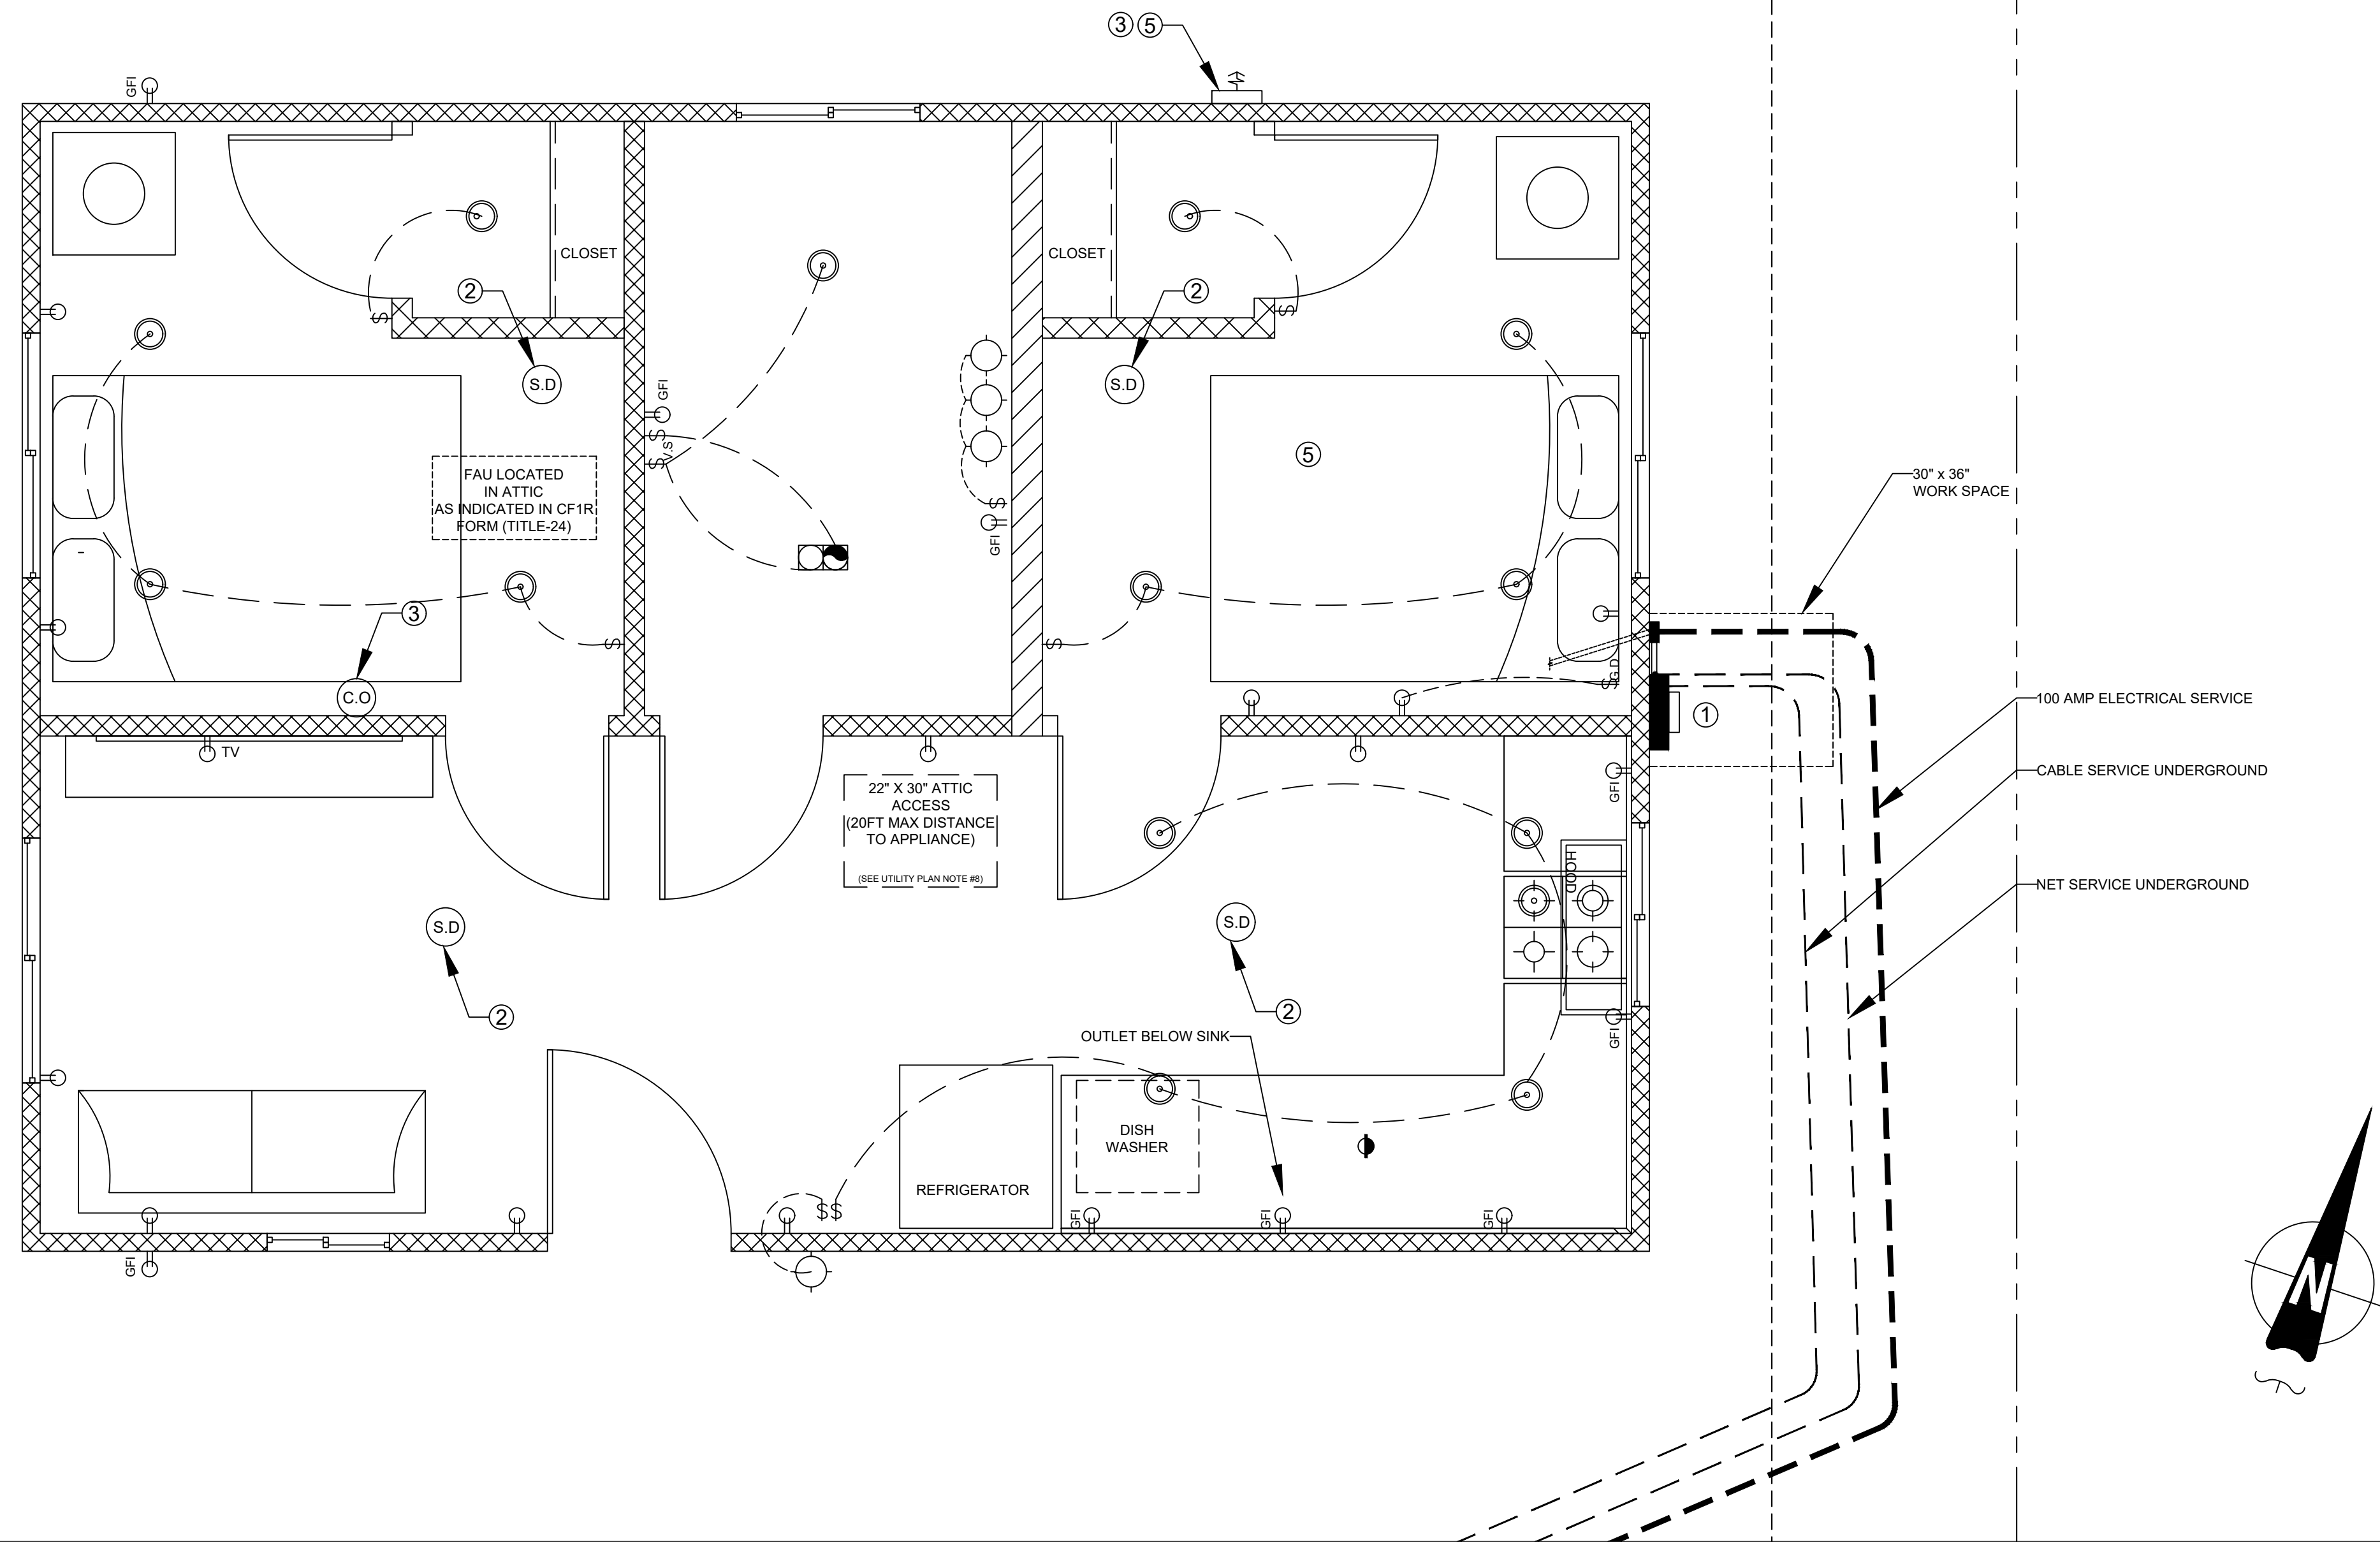 ③ ⑤
GFI
CLOSET
CLOSET
②
②
S.D
S.D
GFI
$
$
$
V.S
$
FAU LOCATED
IN ATTIC
AS INDICATED IN CF1R
FORM (TITLE-24)
⑤
$
GFI
30" x 36"
WORK SPACE
③
$
$
C.O
T
G.D
$
①
100 AMP ELECTRICAL SERVICE
TV
CABLE SERVICE UNDERGROUND
GFI
22" X 30" ATTIC
ACCESS
(20FT MAX DISTANCE
TO APPLIANCE)
(SEE UTILITY PLAN NOTE #8)
HOOD
NET SERVICE UNDERGROUND
S.D
S.D
②
②
OUTLET BELOW SINK
GFI
DISH
WASHER
REFRIGERATOR
$$
GFI
GFI
GFI
GFI
N